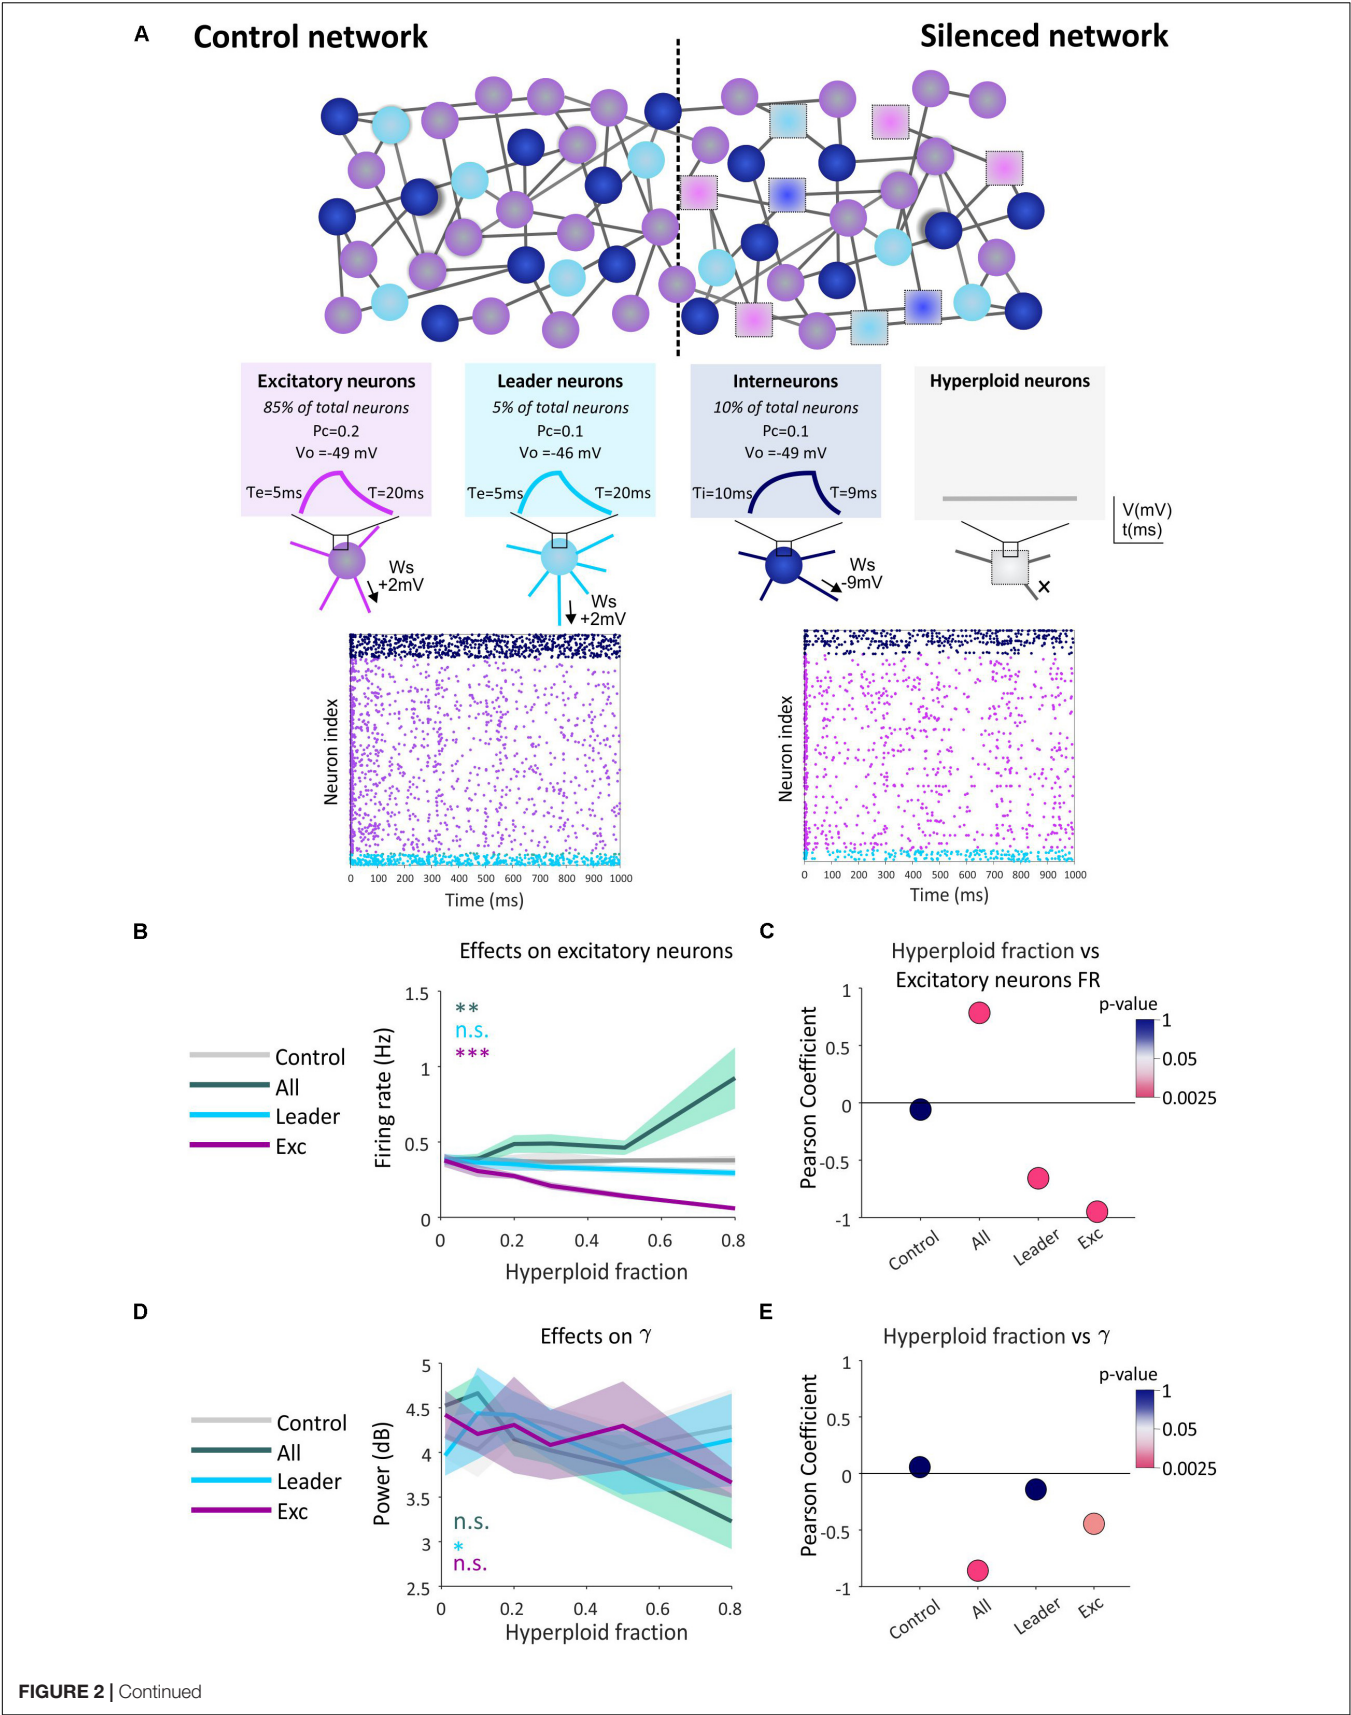 A
Control network
Silenced network
Excitatory neurons
85% of total neurons
Pc=0.2
Vo =-49 mV
Ƭe=5ms
Ƭ=20ms
Ws
+2mV
Leader neurons
5% of total neurons
Pc=0.1
Vo =-46 mV
Ƭe=5ms
Ƭ=20ms
Ws
+2mV
Interneurons
10% of total neurons
Pc=0.1
Vo =-49 mV
Ƭi=10ms
Ƭ=9ms
Ws
-9mV
Hyperploid neurons
V(mV)
t(ms)
×
Neuron index
0 100 200 300 400 500 600 700 800 900 1000
Time (ms)
Neuron index
0 100 200 300 400 500 600 700 800 900 1000
Time (ms)
B
Effects on excitatory neurons
Control
All
Leader
Exc
Firing rate (Hz)
1.5
1
0.5
0
**
n.s.
***
0 0.2 0.4 0.6 0.8
Hyperploid fraction
C
Hyperploid fraction vs
Excitatory neurons FR
Pearson Coefficient
1
0.5
0
-0.5
-1
Control All Leader Exc
p-value
1
0.05
0.0025
D
Effects on γ
Control
All
Leader
Exc
Power (dB)
5
4.5
4
3.5
3
2.5
n.s.
*
n.s.
0 0.2 0.4 0.6 0.8
Hyperploid fraction
E
Hyperploid fraction vs γ
Pearson Coefficient
1
0.5
0
-0.5
-1
Control All Leader Exc
p-value
1
0.05
0.0025
FIGURE 2 | Continued